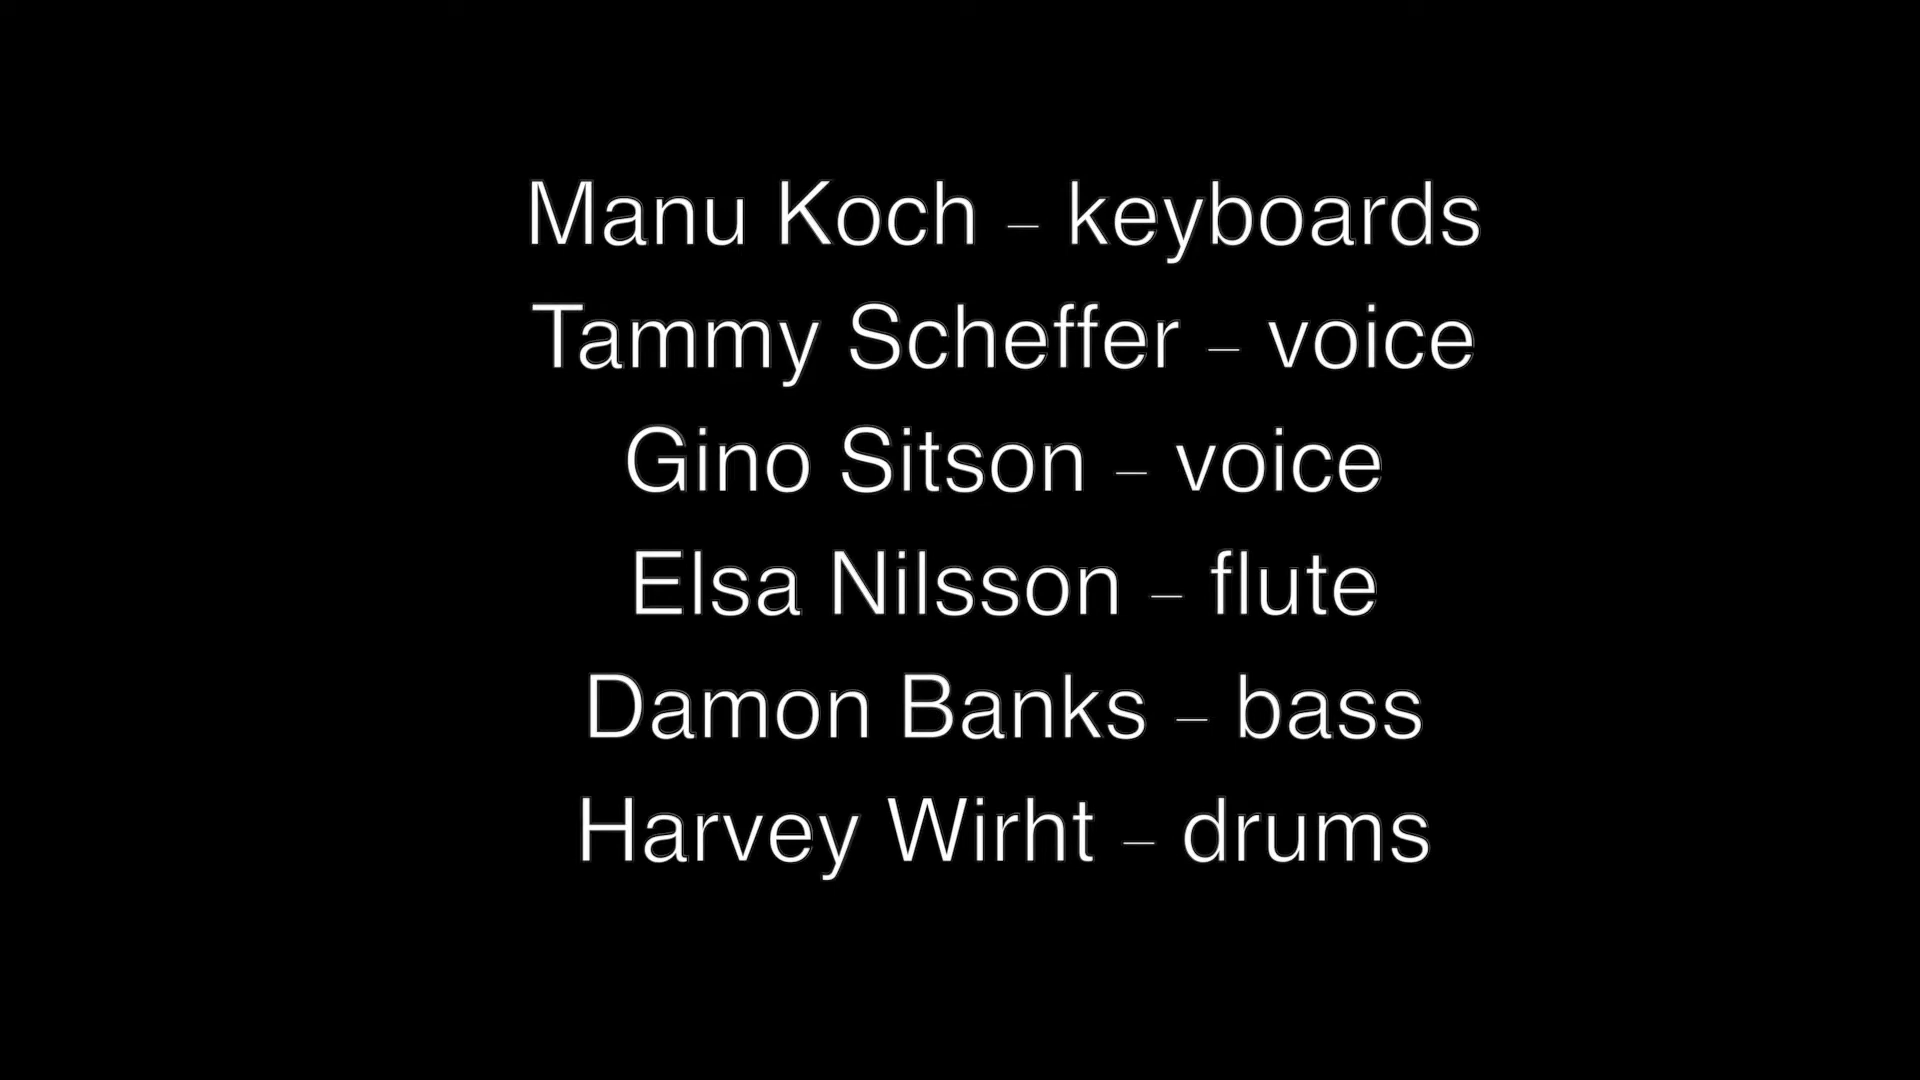 Manu Koch – keyboards
Tammy Scheffer – voice
Gino Sitson – voice
Elsa Nilsson – flute
Damon Banks – bass
Harvey Wirht – drums